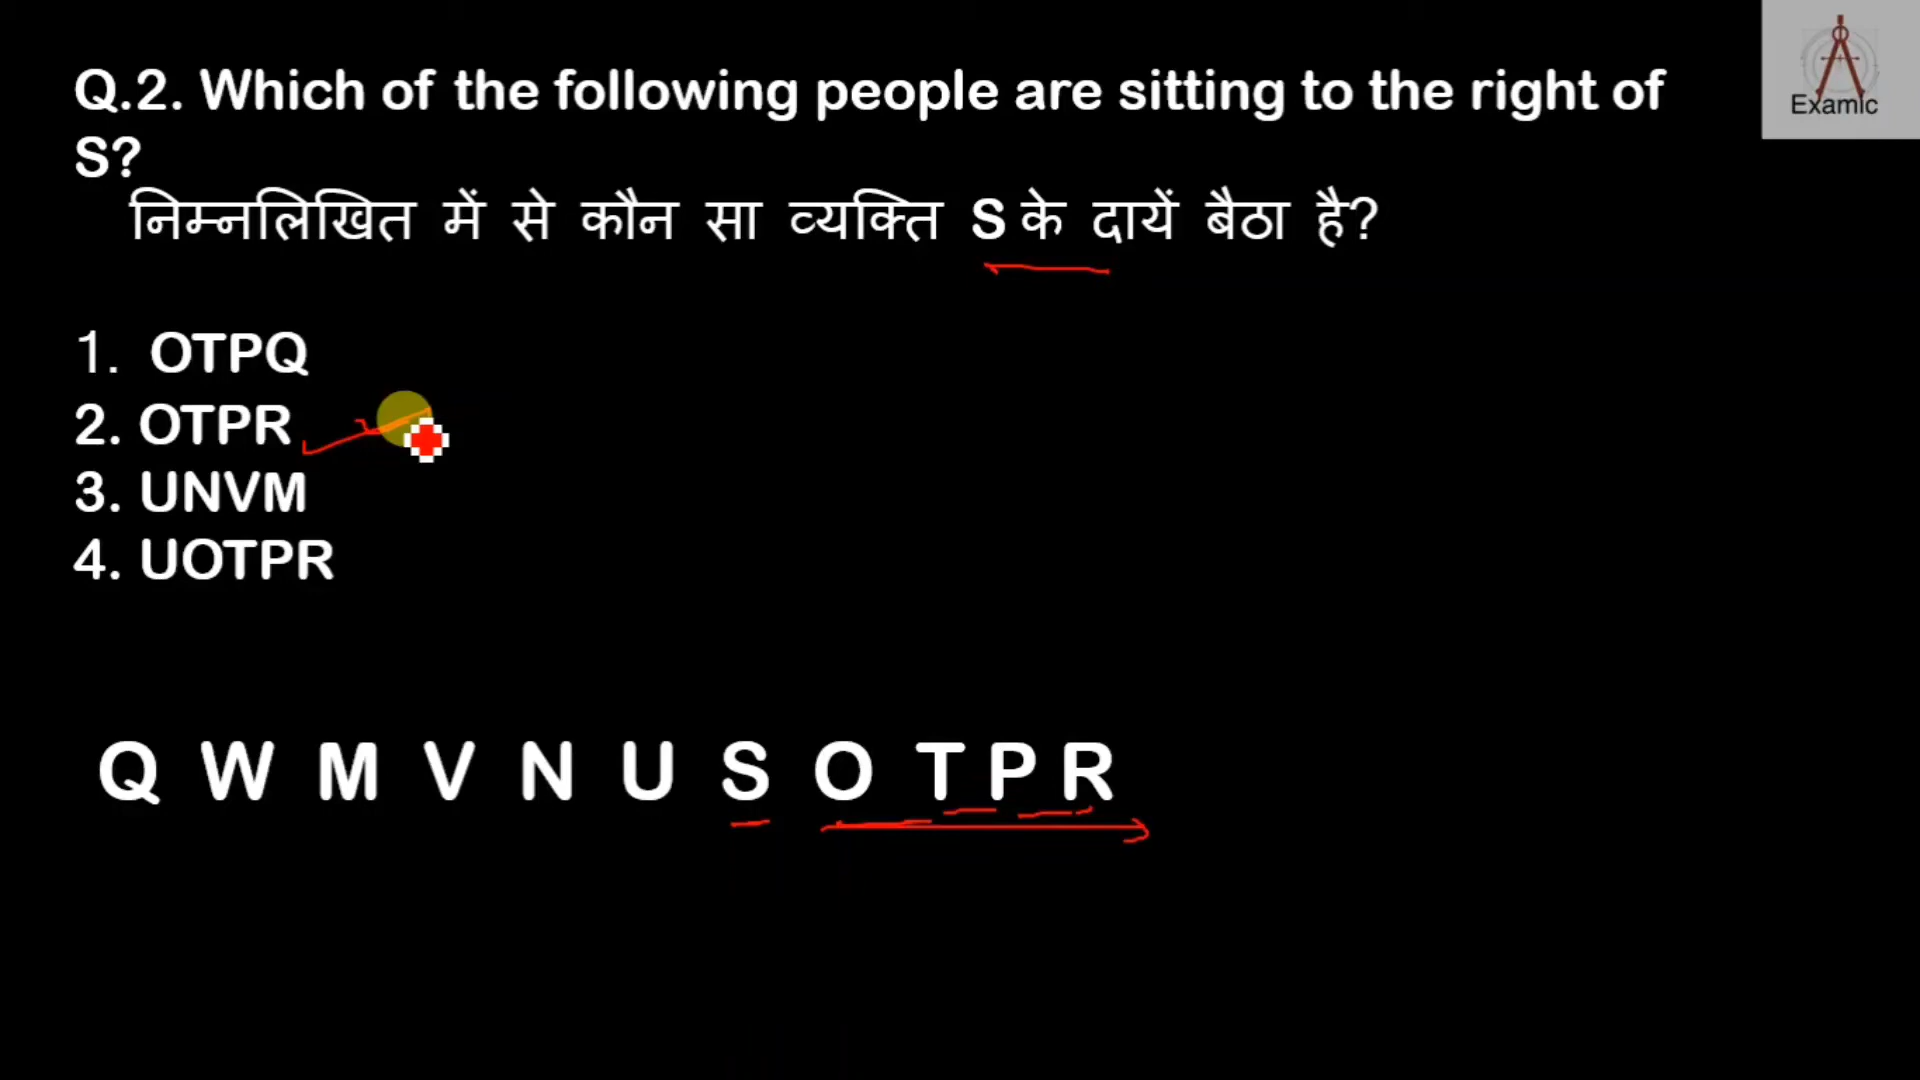 Examic
Q.2. Which of the following people are sitting to the right of
S?
निम्नलिखित में से कौन सा व्यक्ति S के दायें बैठा है?
1. OTPQ
2. OTPR
3. UNVM
4. UOTPR
Q W M V N U S O T P R